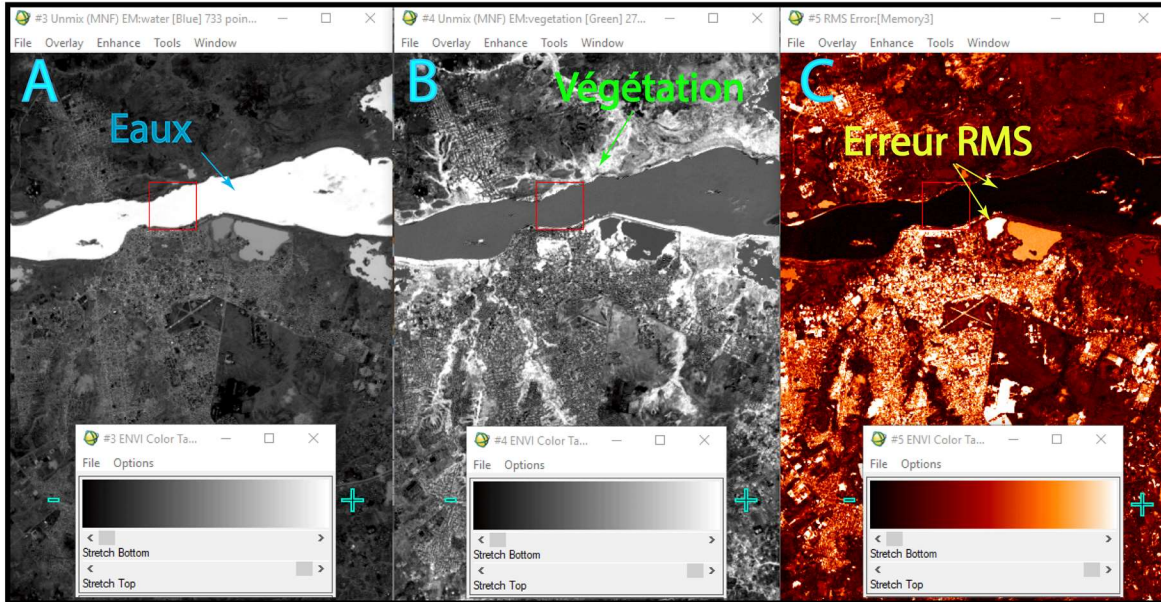 #3 Unmix (MNF) EM:water [Blue] 733 poin...
File Overlay Enhance Tools Window
A
Eaux
#3 ENVI Color Ta...
File Options
- +
Stretch Bottom
Stretch Top
#4 Unmix (MNF) EM:vegetation [Green] 27...
File Overlay Enhance Tools Window
B
Végétation
#4 ENVI Color Ta...
File Options
- +
Stretch Bottom
Stretch Top
#5 RMS Error:[Memory3]
File Overlay Enhance Tools Window
C
Erreur RMS
#5 ENVI Color Ta...
File Options
- +
Stretch Bottom
Stretch Top